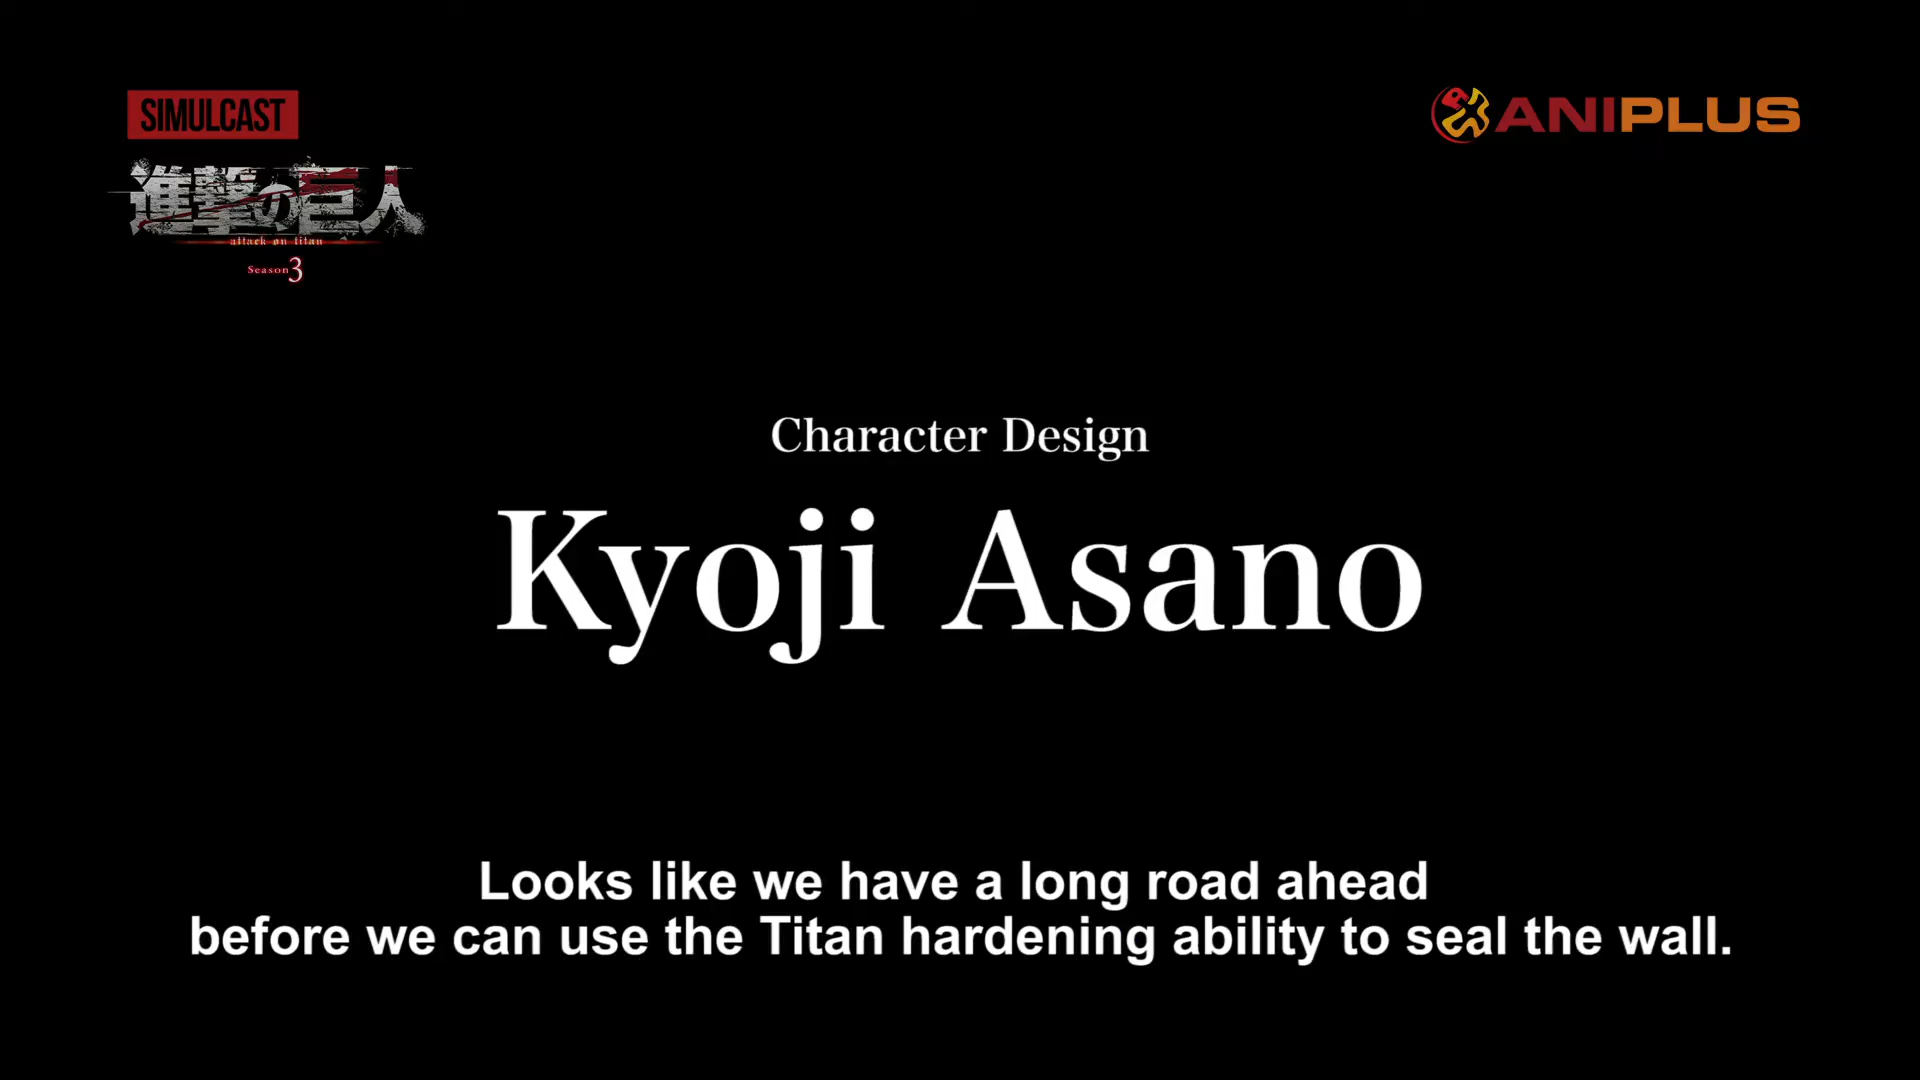 SIMULCAST
ANIPLUS
進撃の巨人
attack on titan
Season 3
Character Design
Kyoji Asano
Looks like we have a long road ahead
before we can use the Titan hardening ability to seal the wall.